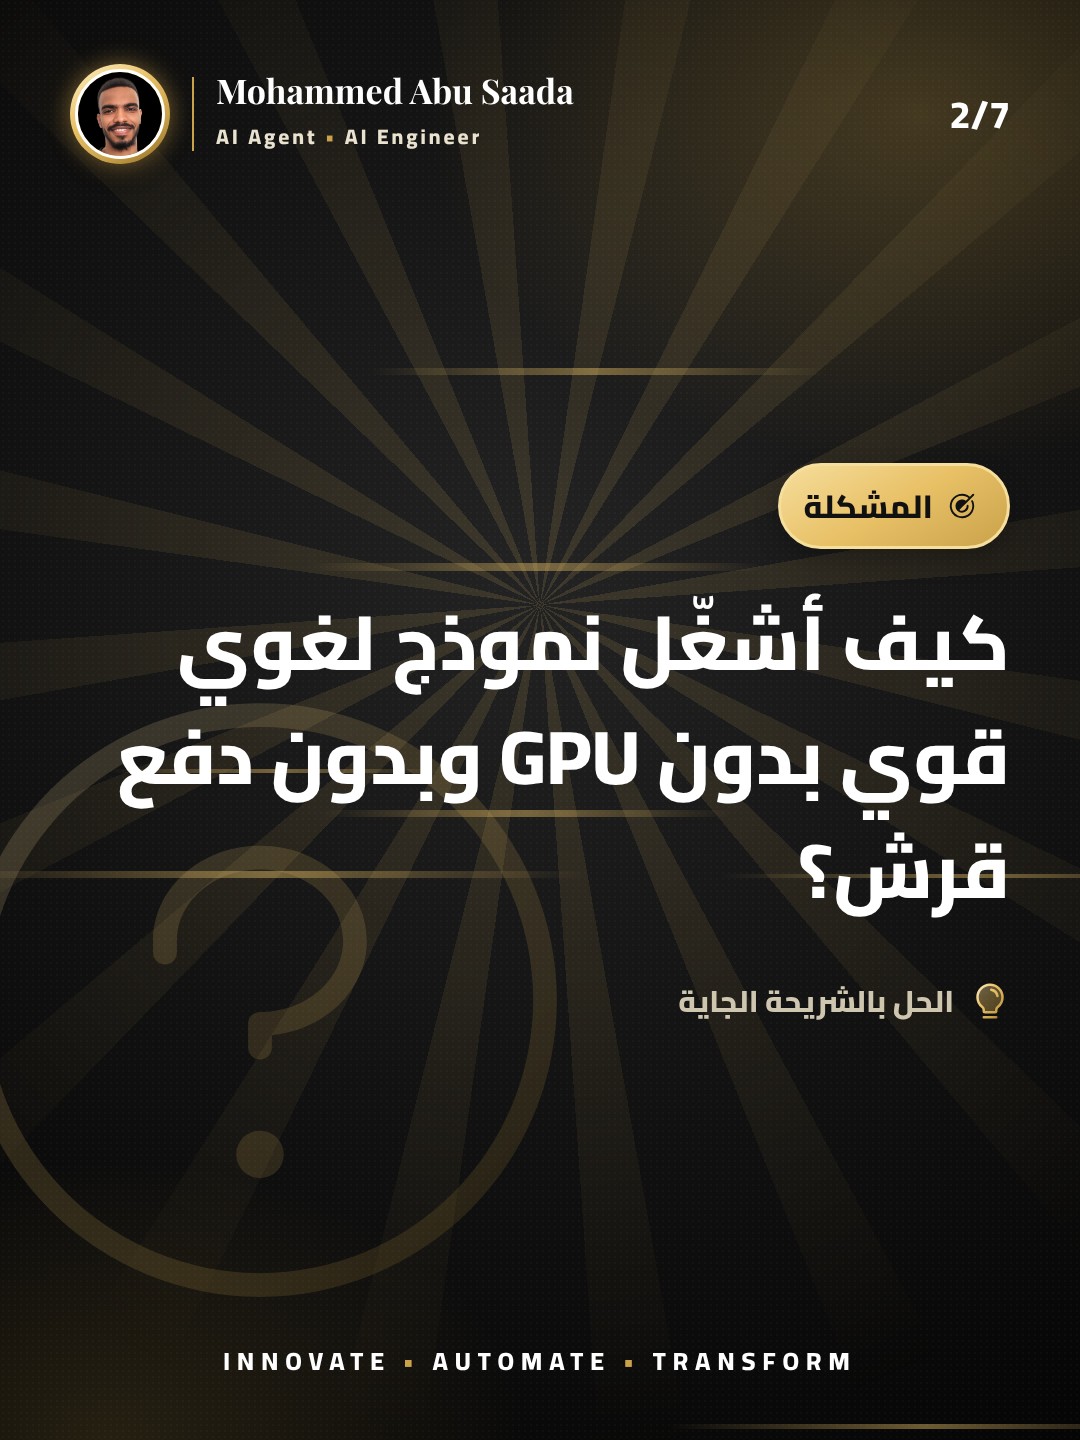 Mohammed Abu Saada
AI Agent ▪ AI Engineer
2/7
المشكلة
كيف أشغّل نموذج لغوي
قوي بدون GPU وبدون دفع
قرش؟
الحل بالشريحة الجاية
INNOVATE ▪ AUTOMATE ▪ TRANSFORM